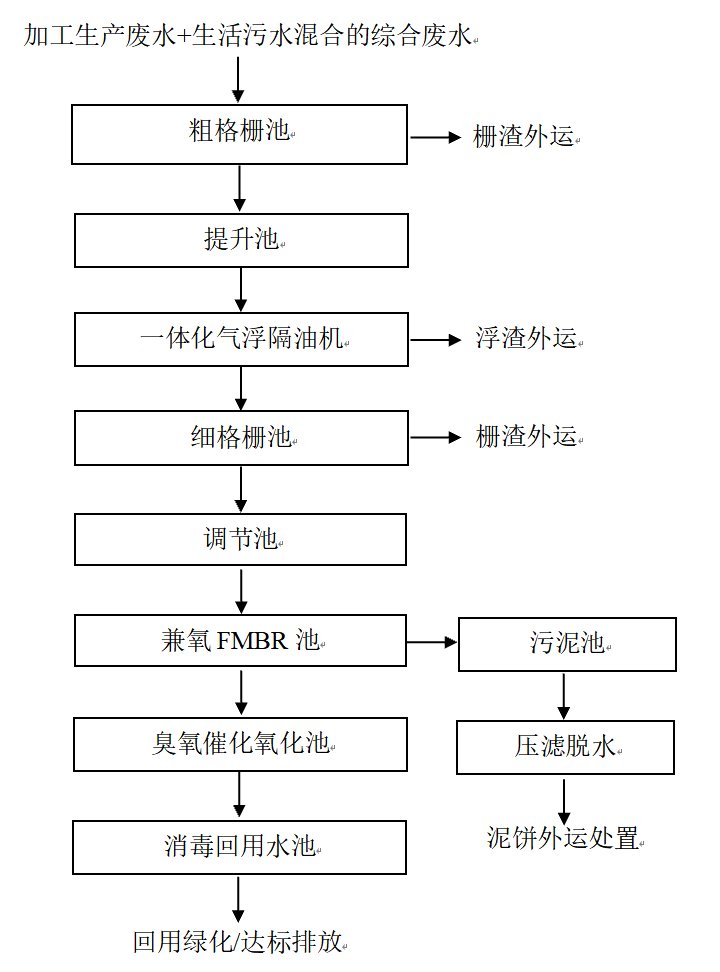 加工生产废水+生活污水混合的综合废水
粗格栅池
栅渣外运
提升池
一体化气浮隔油机
浮渣外运
细格栅池
栅渣外运
调节池
兼氧FMBR池
污泥池
臭氧催化氧化池
压滤脱水
消毒回用水池
泥饼外运处置
回用绿化/达标排放